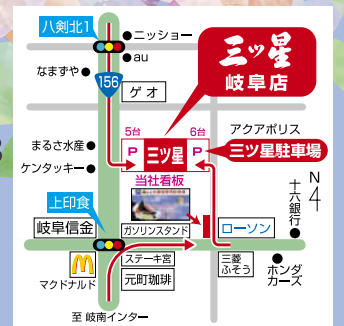 八剣北1
ニッショー
au
なまずや
156
ゲオ
三ッ星
岐阜店
5台
6台
アクアポリス
P
三ッ星
P
三ッ星駐車場
まるさ水産
ケンタッキー
当社看板
N
4
上印食
岐阜信金
ガソリンスタンド
ローソン
十六銀行
M
マクドナルド
ステーキ宮
元町珈琲
三菱
ふそう
ホンダ
カーズ
至 岐南インター